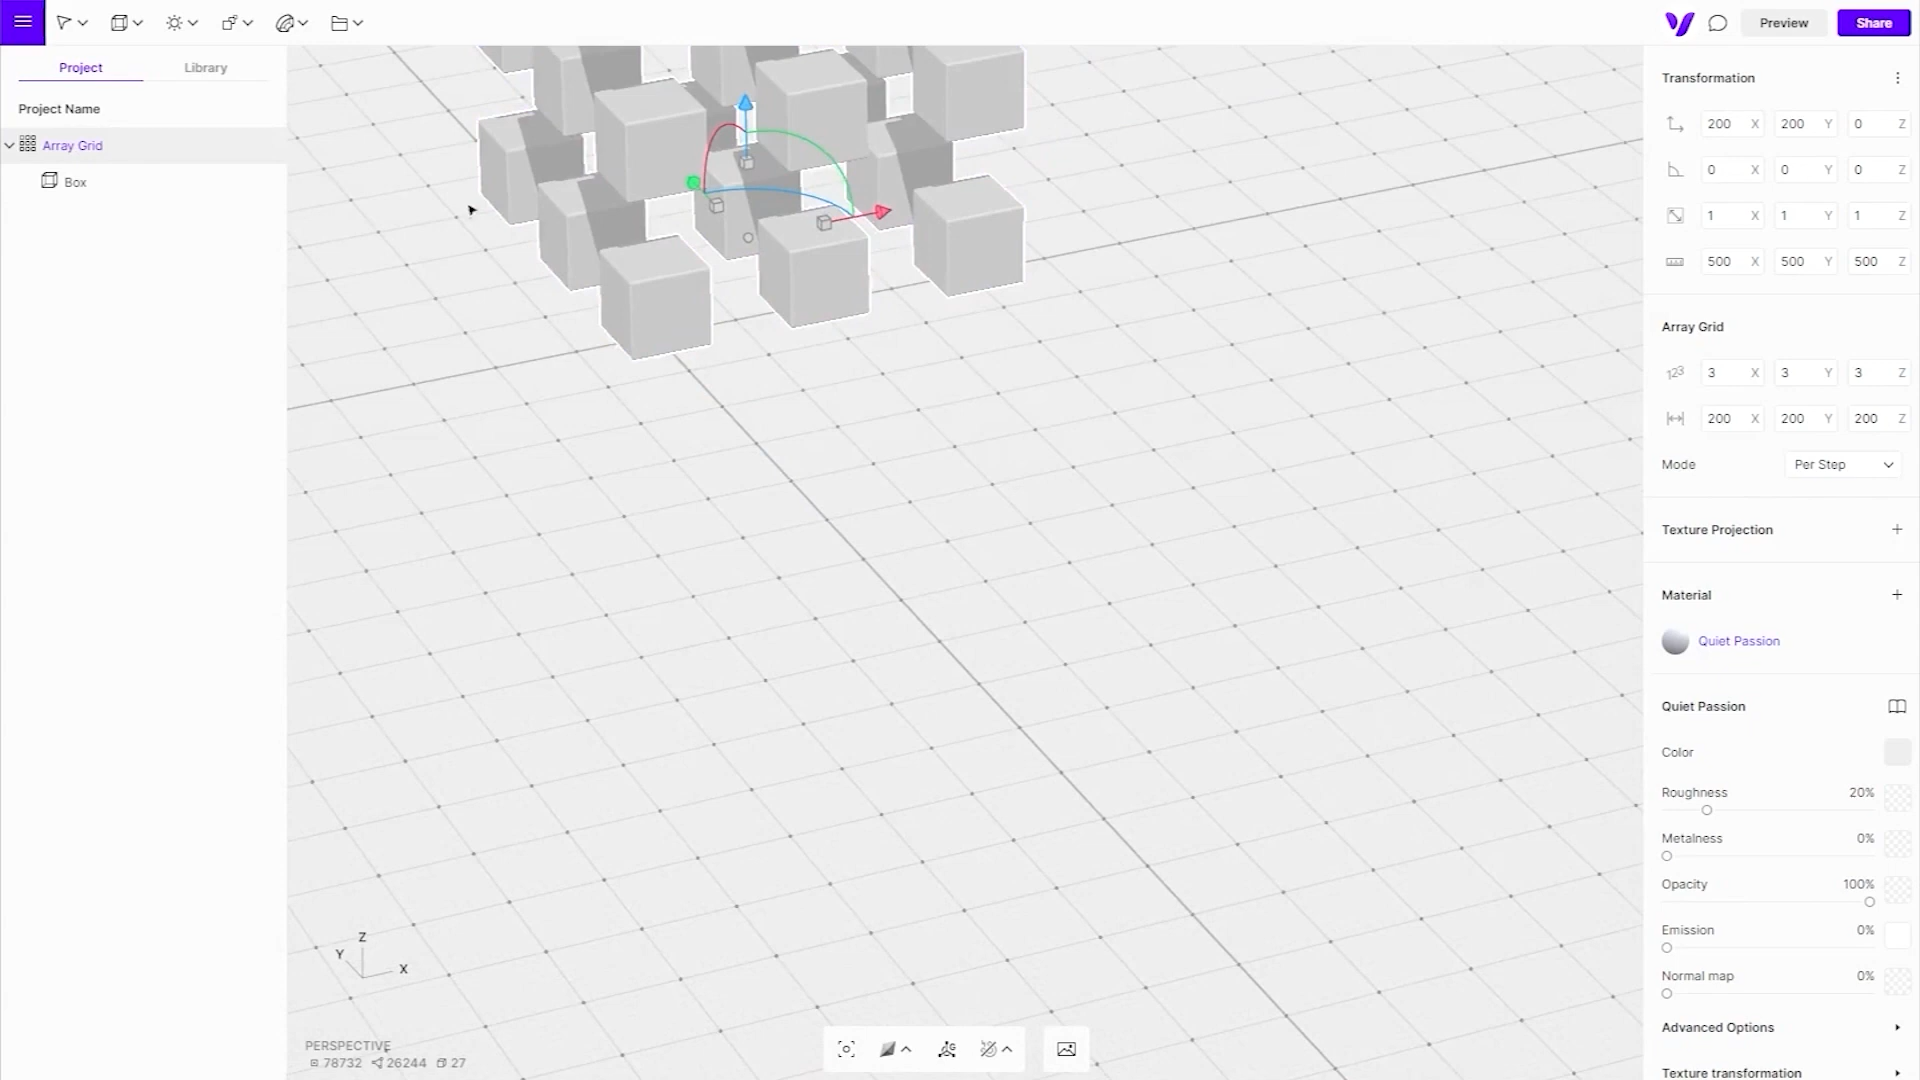 Preview
Share
Project
Library
Project Name
Array Grid
Box
Transformation
200 X 200 Y 0 Z
0 X 0 Y 0 Z
1 X 1 Y 1 Z
500 X 500 Y 500 Z
Array Grid
123 3 X 3 Y 3 Z
200 X 200 Y 200 Z
Mode Per Step
Texture Projection
Material
Quiet Passion
Quiet Passion
Color
Roughness 20%
Metalness 0%
Opacity 100%
Emission 0%
Normal map 0%
Advanced Options
Texture transformation
Z
Y
X
PERSPECTIVE
78732 26244 27